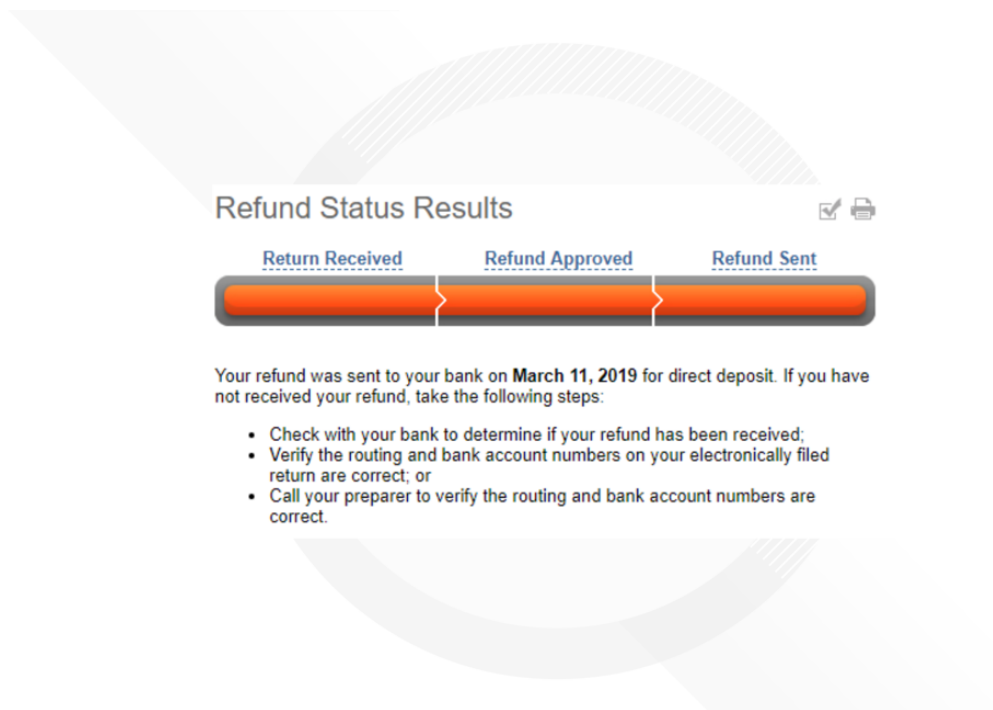 Refund Status Results
Return Received Refund Approved Refund Sent
Your refund was sent to your bank on March 11, 2019 for direct deposit. If you have
not received your refund, take the following steps:
• Check with your bank to determine if your refund has been received;
• Verify the routing and bank account numbers on your electronically filed
return are correct; or
• Call your preparer to verify the routing and bank account numbers are
correct.